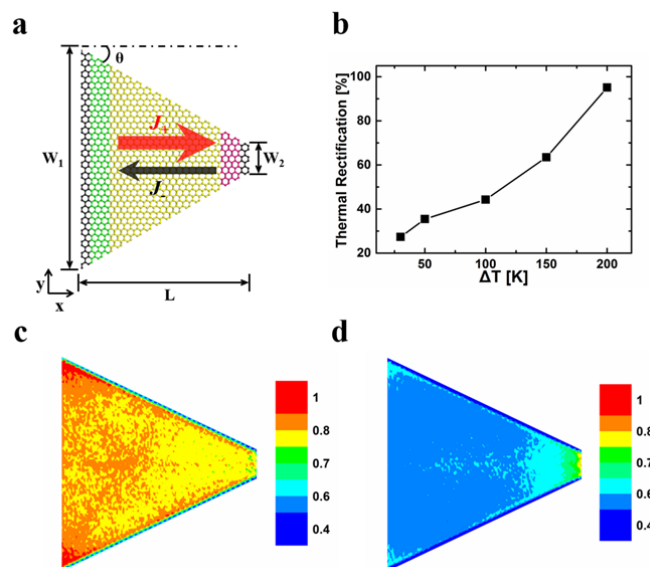 a
θ
W1
J+
J-
W2
y
x
L
b
Thermal Rectification [%]
100
80
60
40
20
50
100
150
200
ΔT [K]
c
1
0.8
0.7
0.6
0.4
d
1
0.8
0.7
0.6
0.4